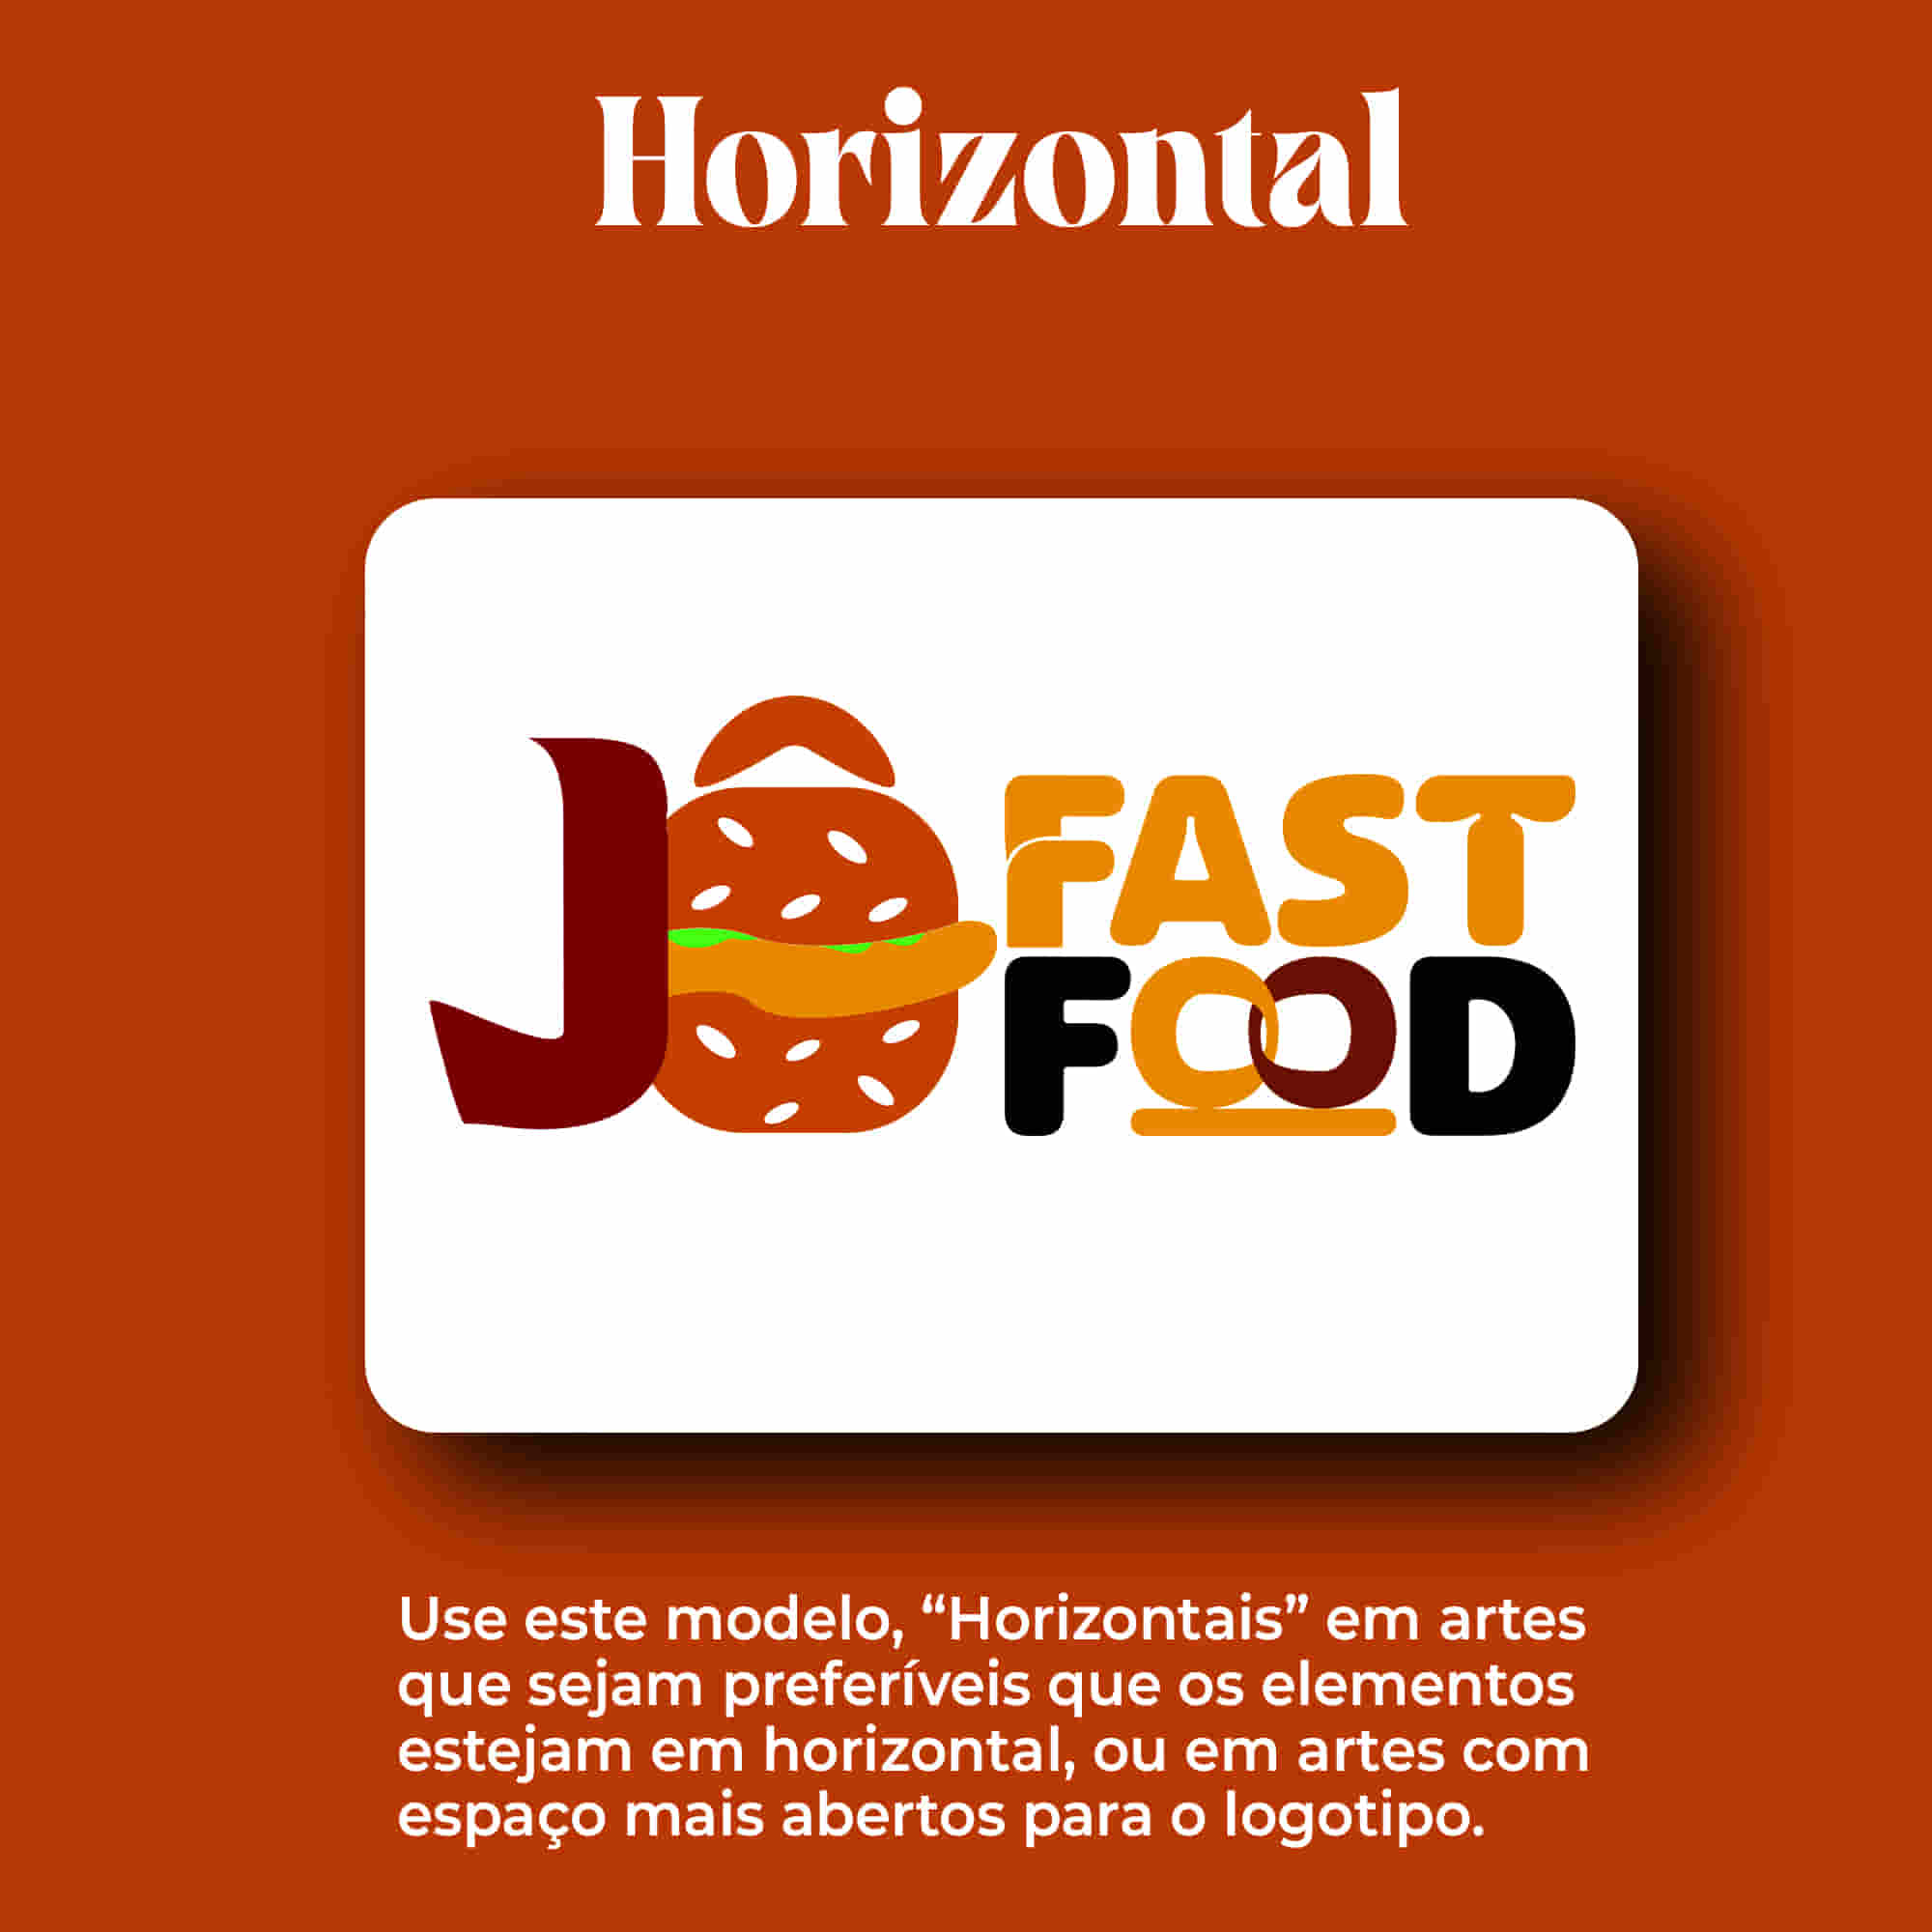 Horizontal
JÔ
FAST
FOOD
Use este modelo, “Horizontais” em artes
que sejam preferíveis que os elementos
estejam em horizontal, ou em artes com
espaço mais abertos para o logotipo.